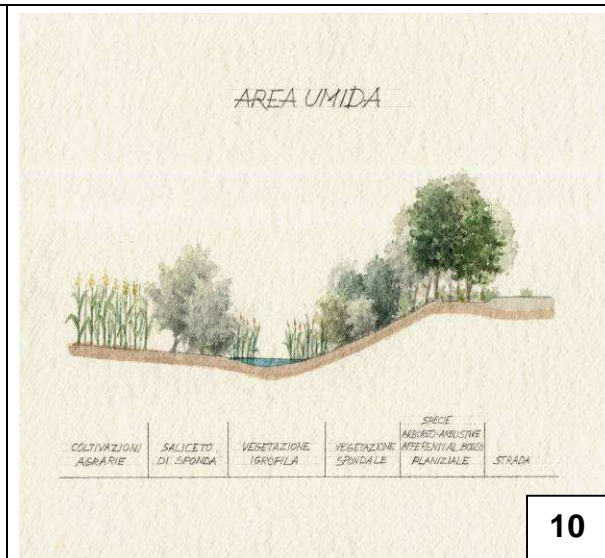 AREA UMIDA
COLTIVAZIONI
AGRARIE
SALICETO
DI SPONDA
VEGETAZIONE
IGROFILA
VEGETAZIONE
SPONDALE
SPECIE
ARBOREO-ARBUSTIVE
AFFERENTI AL BOSCO
PLANIZIALE
STRADA
10